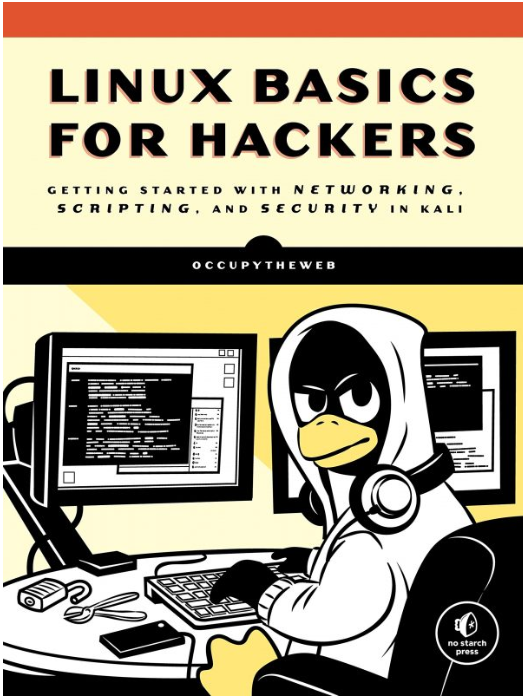 LINUX BASICS
FOR HACKERS
GETTING STARTED WITH NETWORKING,
SCRIPTING, AND SECURITY IN KALI
OCCUPYTHEWEB
no starch
press